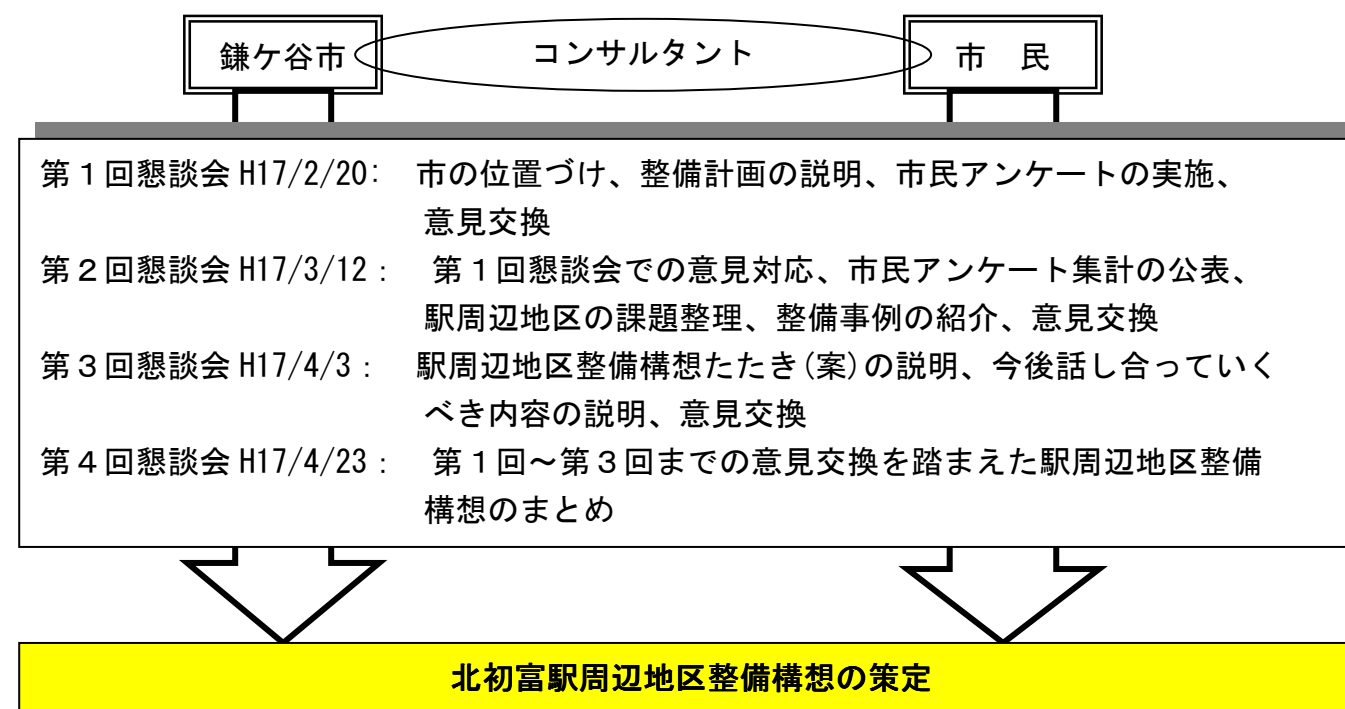 鎌ケ谷市 コンサルタント 市　民
第１回懇談会 H17/2/20：　市の位置づけ、整備計画の説明、市民アンケートの実施、
意見交換
第２回懇談会 H17/3/12：　第１回懇談会での意見対応、市民アンケート集計の公表、
駅周辺地区の課題整理、整備事例の紹介、意見交換
第３回懇談会 H17/4/3：　駅周辺地区整備構想たたき(案)の説明、今後話し合っていく
べき内容の説明、意見交換
第４回懇談会 H17/4/23：　第１回～第３回までの意見交換を踏まえた駅周辺地区整備
構想のまとめ
北初富駅周辺地区整備構想の策定